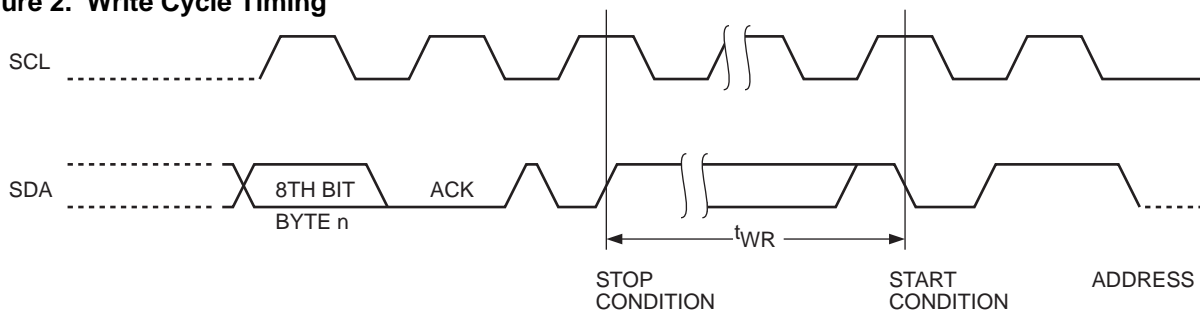 ure 2. Write Cycle Timing
SCL
SDA
8TH BIT
ACK
BYTE n
tWR
STOP
CONDITION
START
CONDITION
ADDRESS